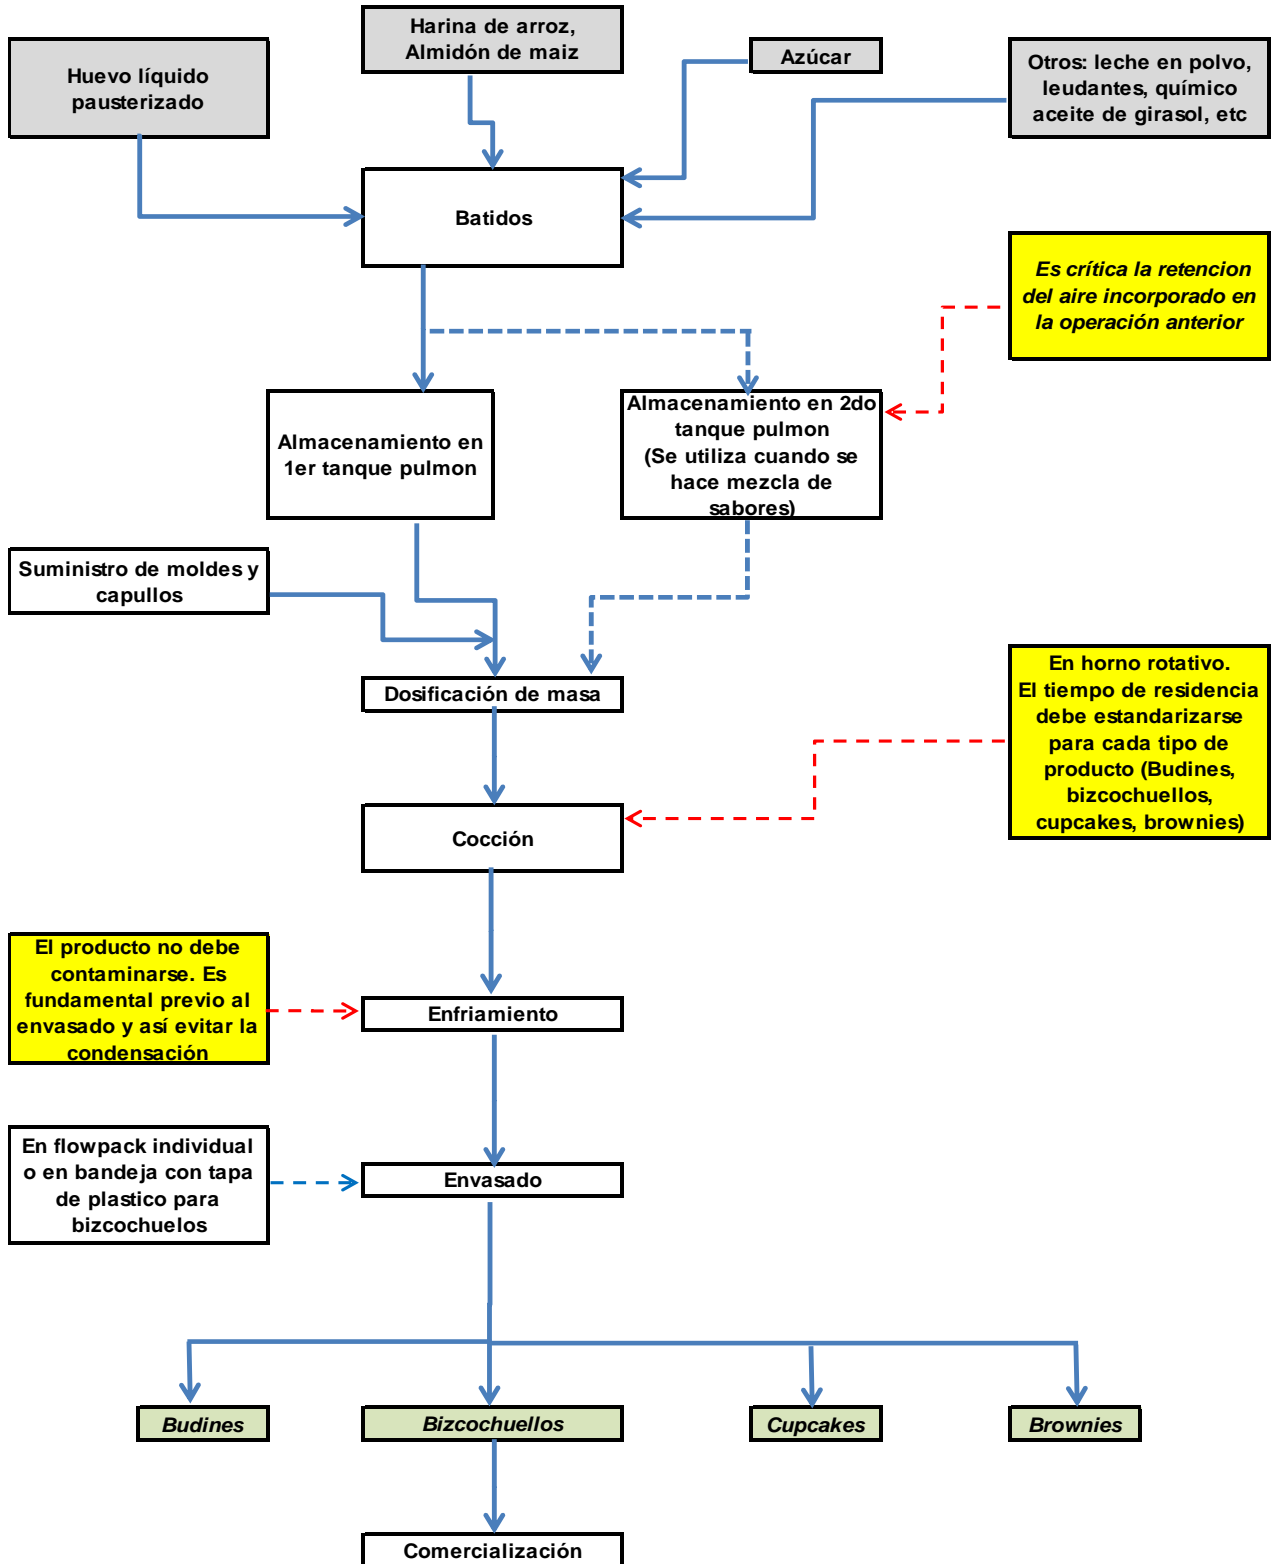 Harina de arroz,
Almidón de maiz
Huevo líquido
pausterizado
Azúcar
Otros: leche en polvo,
leudantes, químico
aceite de girasol, etc
Batidos
Es crítica la retencion
del aire incorporado en
la operación anterior
Almacenamiento en
1er tanque pulmon
Almacenamiento en 2do
tanque pulmon
(Se utiliza cuando se
hace mezcla de
sabores)
Suministro de moldes y
capullos
Dosificación de masa
En horno rotativo.
El tiempo de residencia
debe estandarizarse
para cada tipo de
producto (Budines,
bizcochuellos,
cupcakes, brownies)
Cocción
El producto no debe
contaminarse. Es
fundamental previo al
envasado y así evitar la
condensación
Enfriamiento
En flowpack individual
o en bandeja con tapa
de plastico para
bizcochuelos
Envasado
Budines
Bizcochuellos
Cupcakes
Brownies
Comercialización